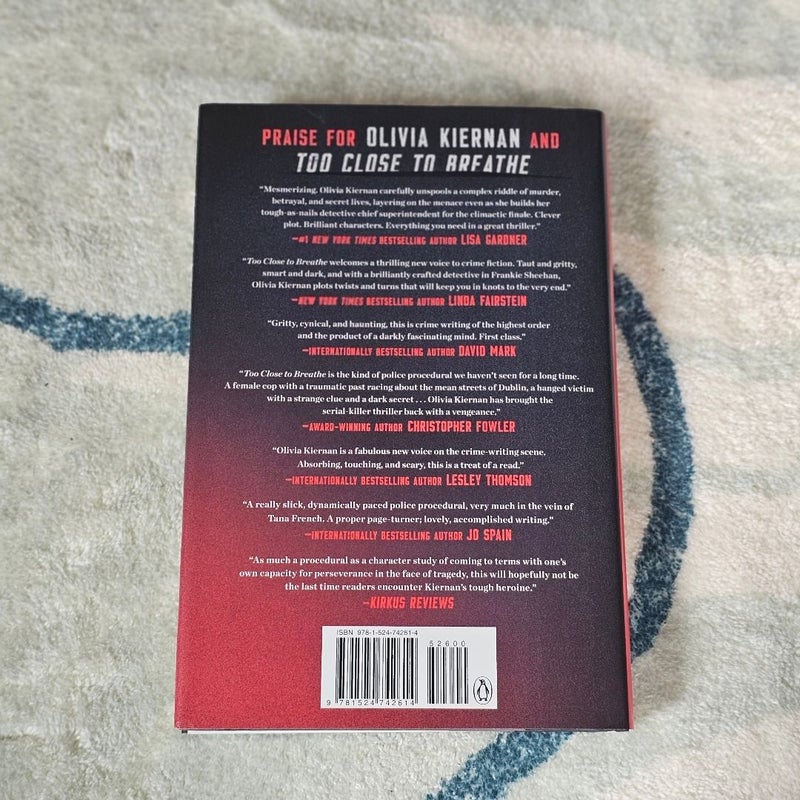 PRAISE FOR OLIVIA KIERNAN AND
TOO CLOSE TO BREATHE
“Mesmerizing. Olivia Kiernan carefully unspools a complex riddle of murder,
betrayal, and secret lives, layering on the menace even as she builds her
tough-as-nails detective chief superintendent for the climactic finale. Clever
plot. Brilliant characters. Everything you need in a great thriller.”
—#1 NEW YORK TIMES BESTSELLING AUTHOR LISA GARDNER
“Too Close to Breathe welcomes a thrilling new voice to crime fiction. Taut and gritty,
smart and dark, and with a brilliantly crafted detective in Frankie Sheehan,
Olivia Kiernan plots twists and turns that will keep you in knots to the very end.”
—NEW YORK TIMES BESTSELLING AUTHOR LINDA FAIRSTEIN
“Gritty, cynical, and haunting, this is crime writing of the highest order
and the product of a darkly fascinating mind. First class.”
—INTERNATIONALLY BESTSELLING AUTHOR DAVID MARK
“Too Close to Breathe is the kind of police procedural we haven’t seen for a long time.
A female cop with a traumatic past racing about the mean streets of Dublin, a hanged victim
with a strange clue and a dark secret . . . Olivia Kiernan has brought the
serial-killer thriller back with a vengeance.”
—AWARD-WINNING AUTHOR CHRISTOPHER FOWLER
“Olivia Kiernan is a fabulous new voice on the crime-writing scene.
Absorbing, touching, and scary, this is a treat of a read.”
—INTERNATIONALLY BESTSELLING AUTHOR LESLEY THOMSON
“A really slick, dynamically paced police procedural, very much in the vein of
Tana French. A proper page-turner; lovely, accomplished writing.”
—INTERNATIONALLY BESTSELLING AUTHOR JO SPAIN
“As much a procedural as a character study of coming to terms with one’s
own capacity for perseverance in the face of tragedy, this will hopefully not be
the last time readers encounter Kiernan’s tough heroine.”
—KIRKUS REVIEWS
ISBN 978-1-524-74261-4
52600
9 781524 742614